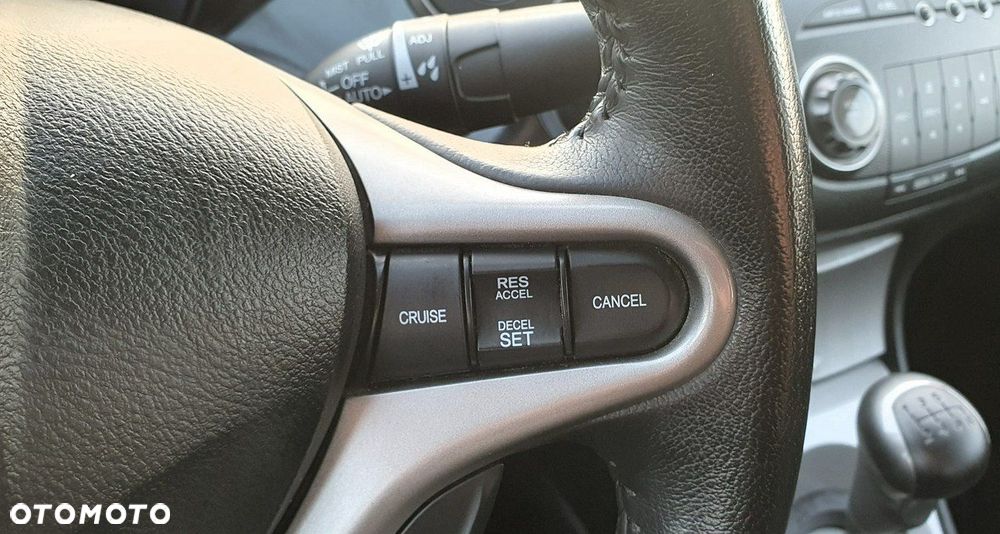 ADJ
MIST PULL
OFF
AUTO
CRUISE
RES
ACCEL
DECEL
SET
CANCEL
OTOMOTO